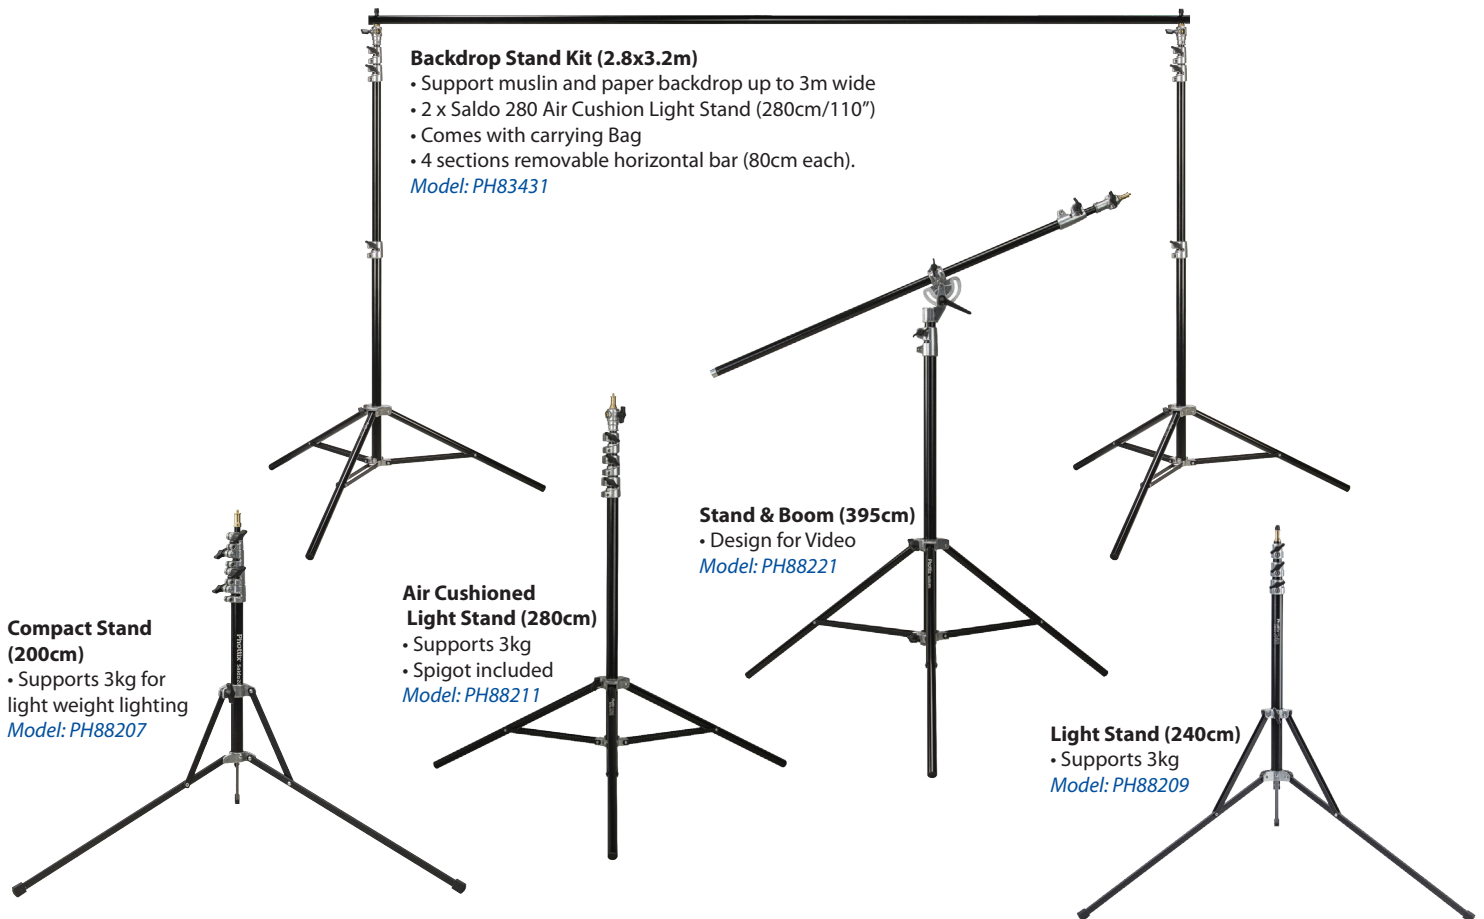 Backdrop Stand Kit (2.8x3.2m)
• Support muslin and paper backdrop up to 3m wide
• 2 x Saldo 280 Air Cushion Light Stand (280cm/110”)
• Comes with carrying Bag
• 4 sections removable horizontal bar (80cm each).
Model: PH83431
Stand & Boom (395cm)
• Design for Video
Model: PH88221
Air Cushioned
Light Stand (280cm)
• Supports 3kg
• Spigot included
Model: PH88211
Compact Stand
(200cm)
• Supports 3kg for
light weight lighting
Model: PH88207
Phottix
Light Stand (240cm)
• Supports 3kg
Model: PH88209